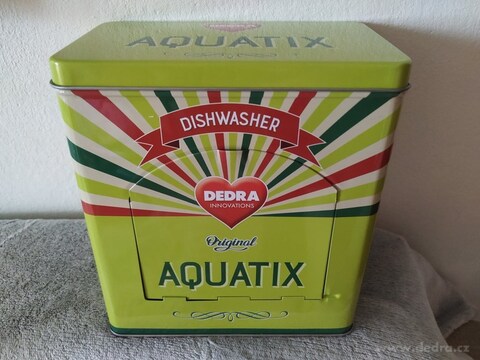 AQUATIX
DISHWASHER
DEDRA
INNOVATIONS
Original
AQUATIX
www.dedra.cz